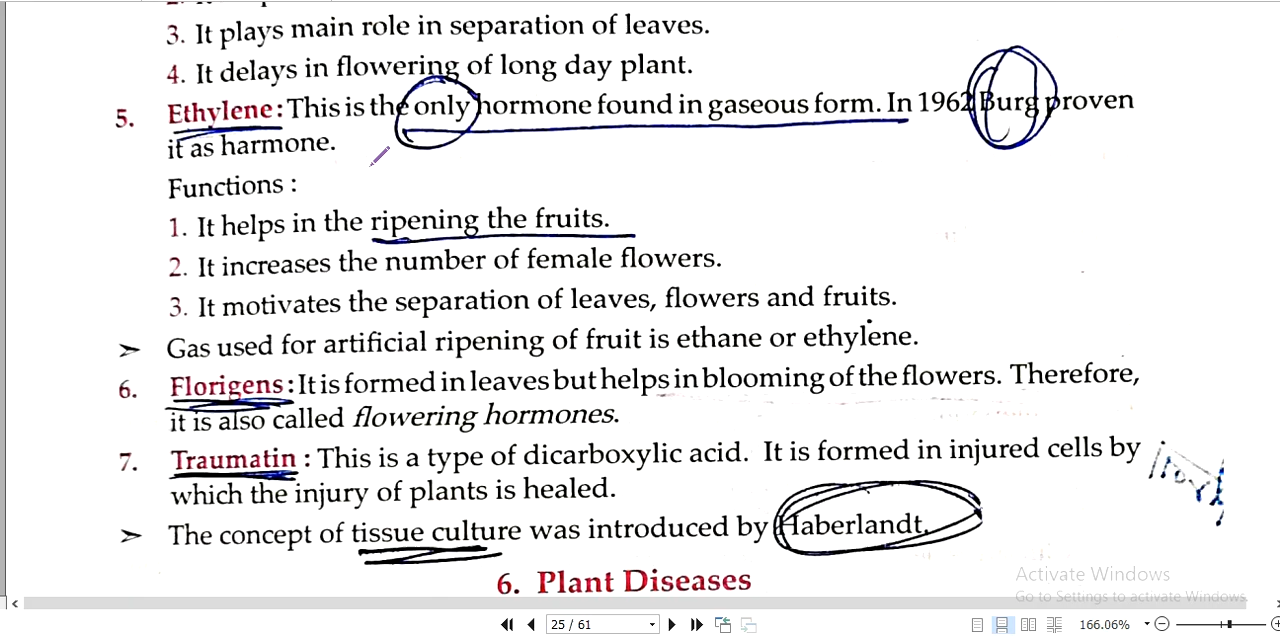 3. It plays main role in separation of leaves.
4. It delays in flowering of long day plant.
5. Ethylene: This is the only hormone found in gaseous form. In 1962 Burg proven
it as harmone.
Functions :
1. It helps in the ripening the fruits.
2. It increases the number of female flowers.
3. It motivates the separation of leaves, flowers and fruits.
➢ Gas used for artificial ripening of fruit is ethane or ethylene.
6. Florigens: It is formed in leaves but helps in blooming of the flowers. Therefore,
it is also called flowering hormones.
7. Traumatin : This is a type of dicarboxylic acid. It is formed in injured cells by
which the injury of plants is healed.
➢ The concept of tissue culture was introduced by Haberlandt.
6. Plant Diseases
Activate Windows
Go to Settings to activate Windows.
25 / 61
166.06%